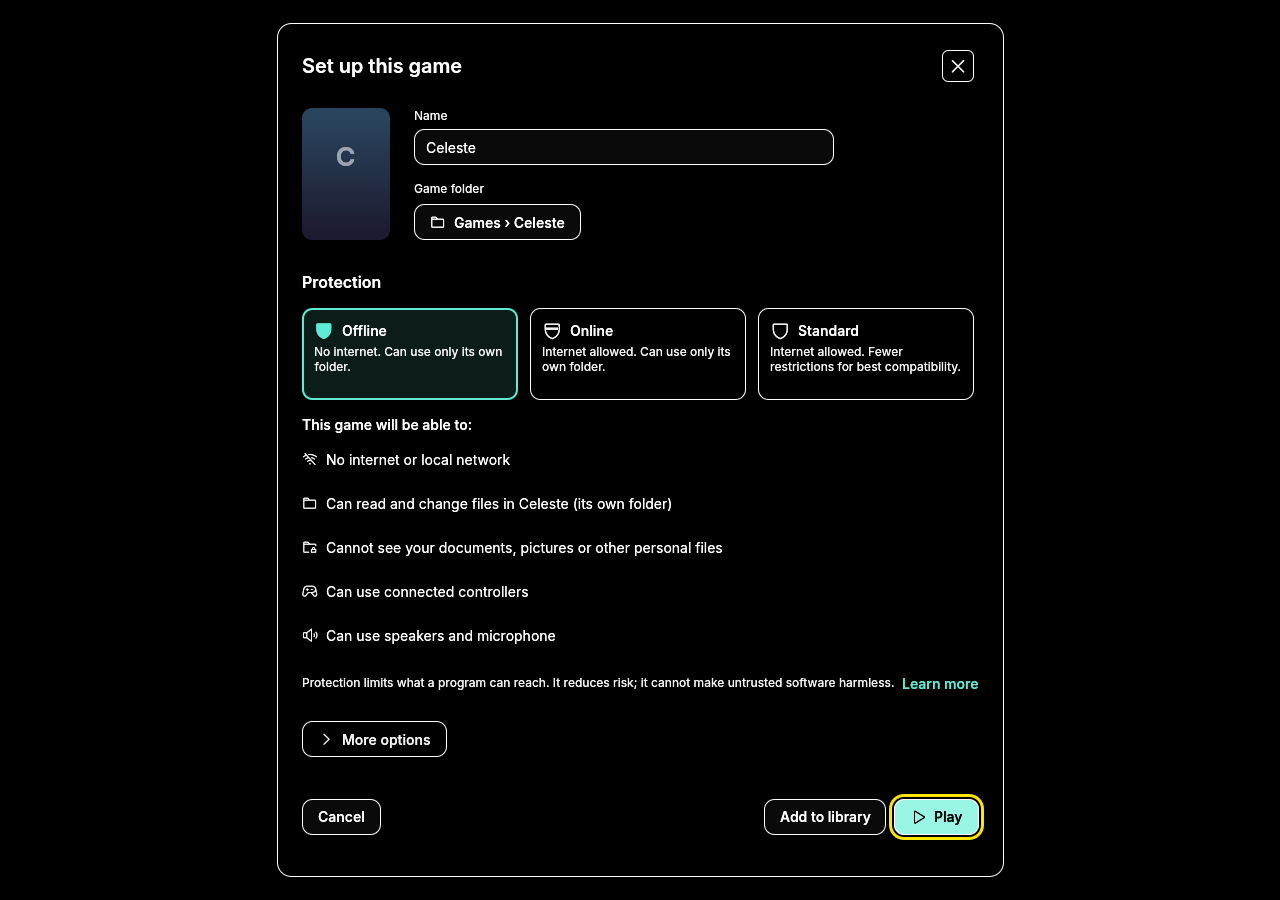 Set up this game
C
Name
Celeste
Game folder
Games › Celeste
Protection
Offline
No internet. Can use only its own
folder.
Online
Internet allowed. Can use only its
own folder.
Standard
Internet allowed. Fewer
restrictions for best compatibility.
This game will be able to:
No internet or local network
Can read and change files in Celeste (its own folder)
Cannot see your documents, pictures or other personal files
Can use connected controllers
Can use speakers and microphone
Protection limits what a program can reach. It reduces risk; it cannot make untrusted software harmless. Learn more
More options
Cancel
Add to library
Play